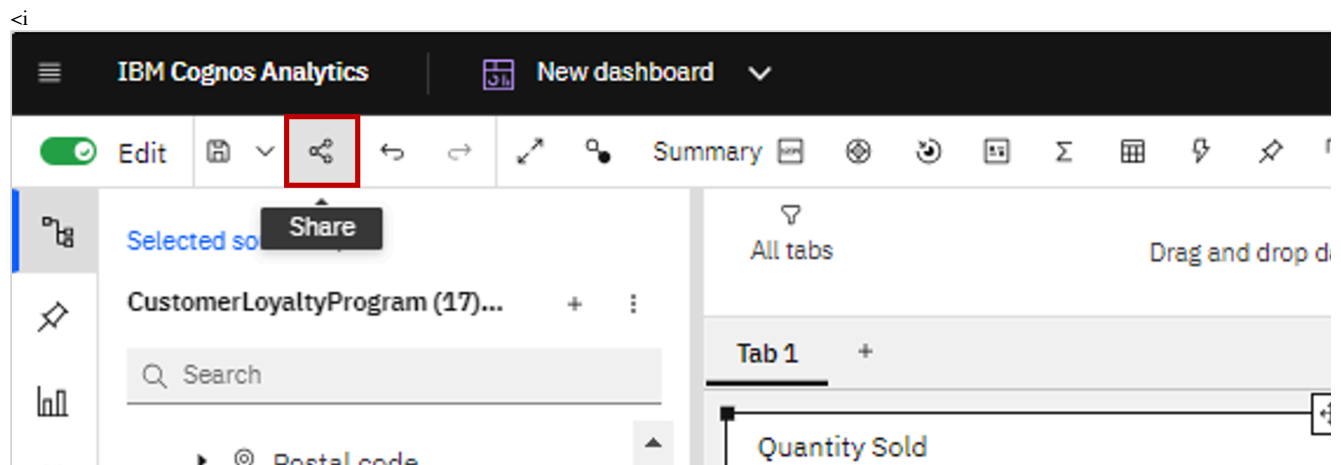 <i
IBM Cognos Analytics
New dashboard
Edit
Summary
Share
Selected
All tabs
Drag and drop
CustomerLoyaltyProgram (17)...
Search
Tab 1
Quantity Sold
Postal code